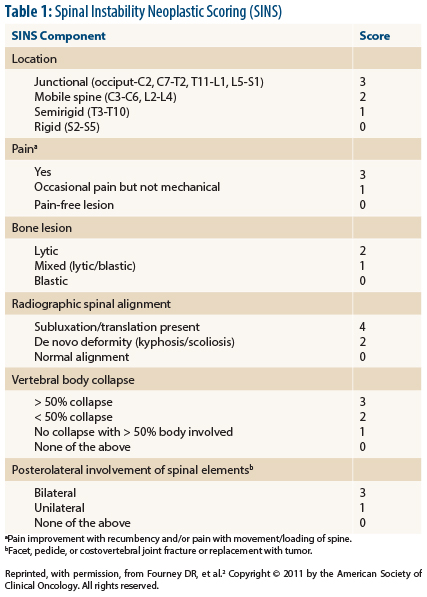 Table 1: Spinal Instability Neoplastic Scoring (SINS)
SINS Component Score
Location
Junctional (occiput-C2, C7-T2, T11-L1, L5-S1) 3
Mobile spine (C3-C6, L2-L4) 2
Semirigid (T3-T10) 1
Rigid (S2-S5) 0
Painᵃ
Yes 3
Occasional pain but not mechanical 1
Pain-free lesion 0
Bone lesion
Lytic 2
Mixed (lytic/blastic) 1
Blastic 0
Radiographic spinal alignment
Subluxation/translation present 4
De novo deformity (kyphosis/scoliosis) 2
Normal alignment 0
Vertebral body collapse
> 50% collapse 3
< 50% collapse 2
No collapse with > 50% body involved 1
None of the above 0
Posterolateral involvement of spinal elementsᵇ
Bilateral 3
Unilateral 1
None of the above 0
ᵃPain improvement with recumbency and/or pain with movement/loading of spine.
ᵇFacet, pedide, or costovertebral joint fracture or replacement with tumor.
Reprinted, with permission, from Fourney DR, et al.² Copyright © 2011 by the American Society of
Clinical Oncology. All rights reserved.